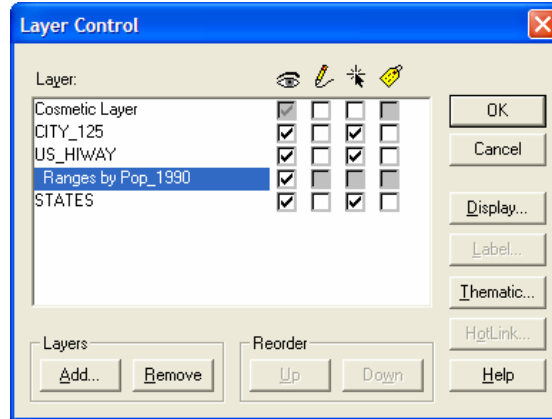 Layer Control
Layer:
Cosmetic Layer
CITY_125
US_HIWAY
Ranges by Pop_1990
STATES
OK
Cancel
Display...
Label...
Thematic...
HotLink...
Help
Layers
Add...
Remove
Reorder
Up
Down